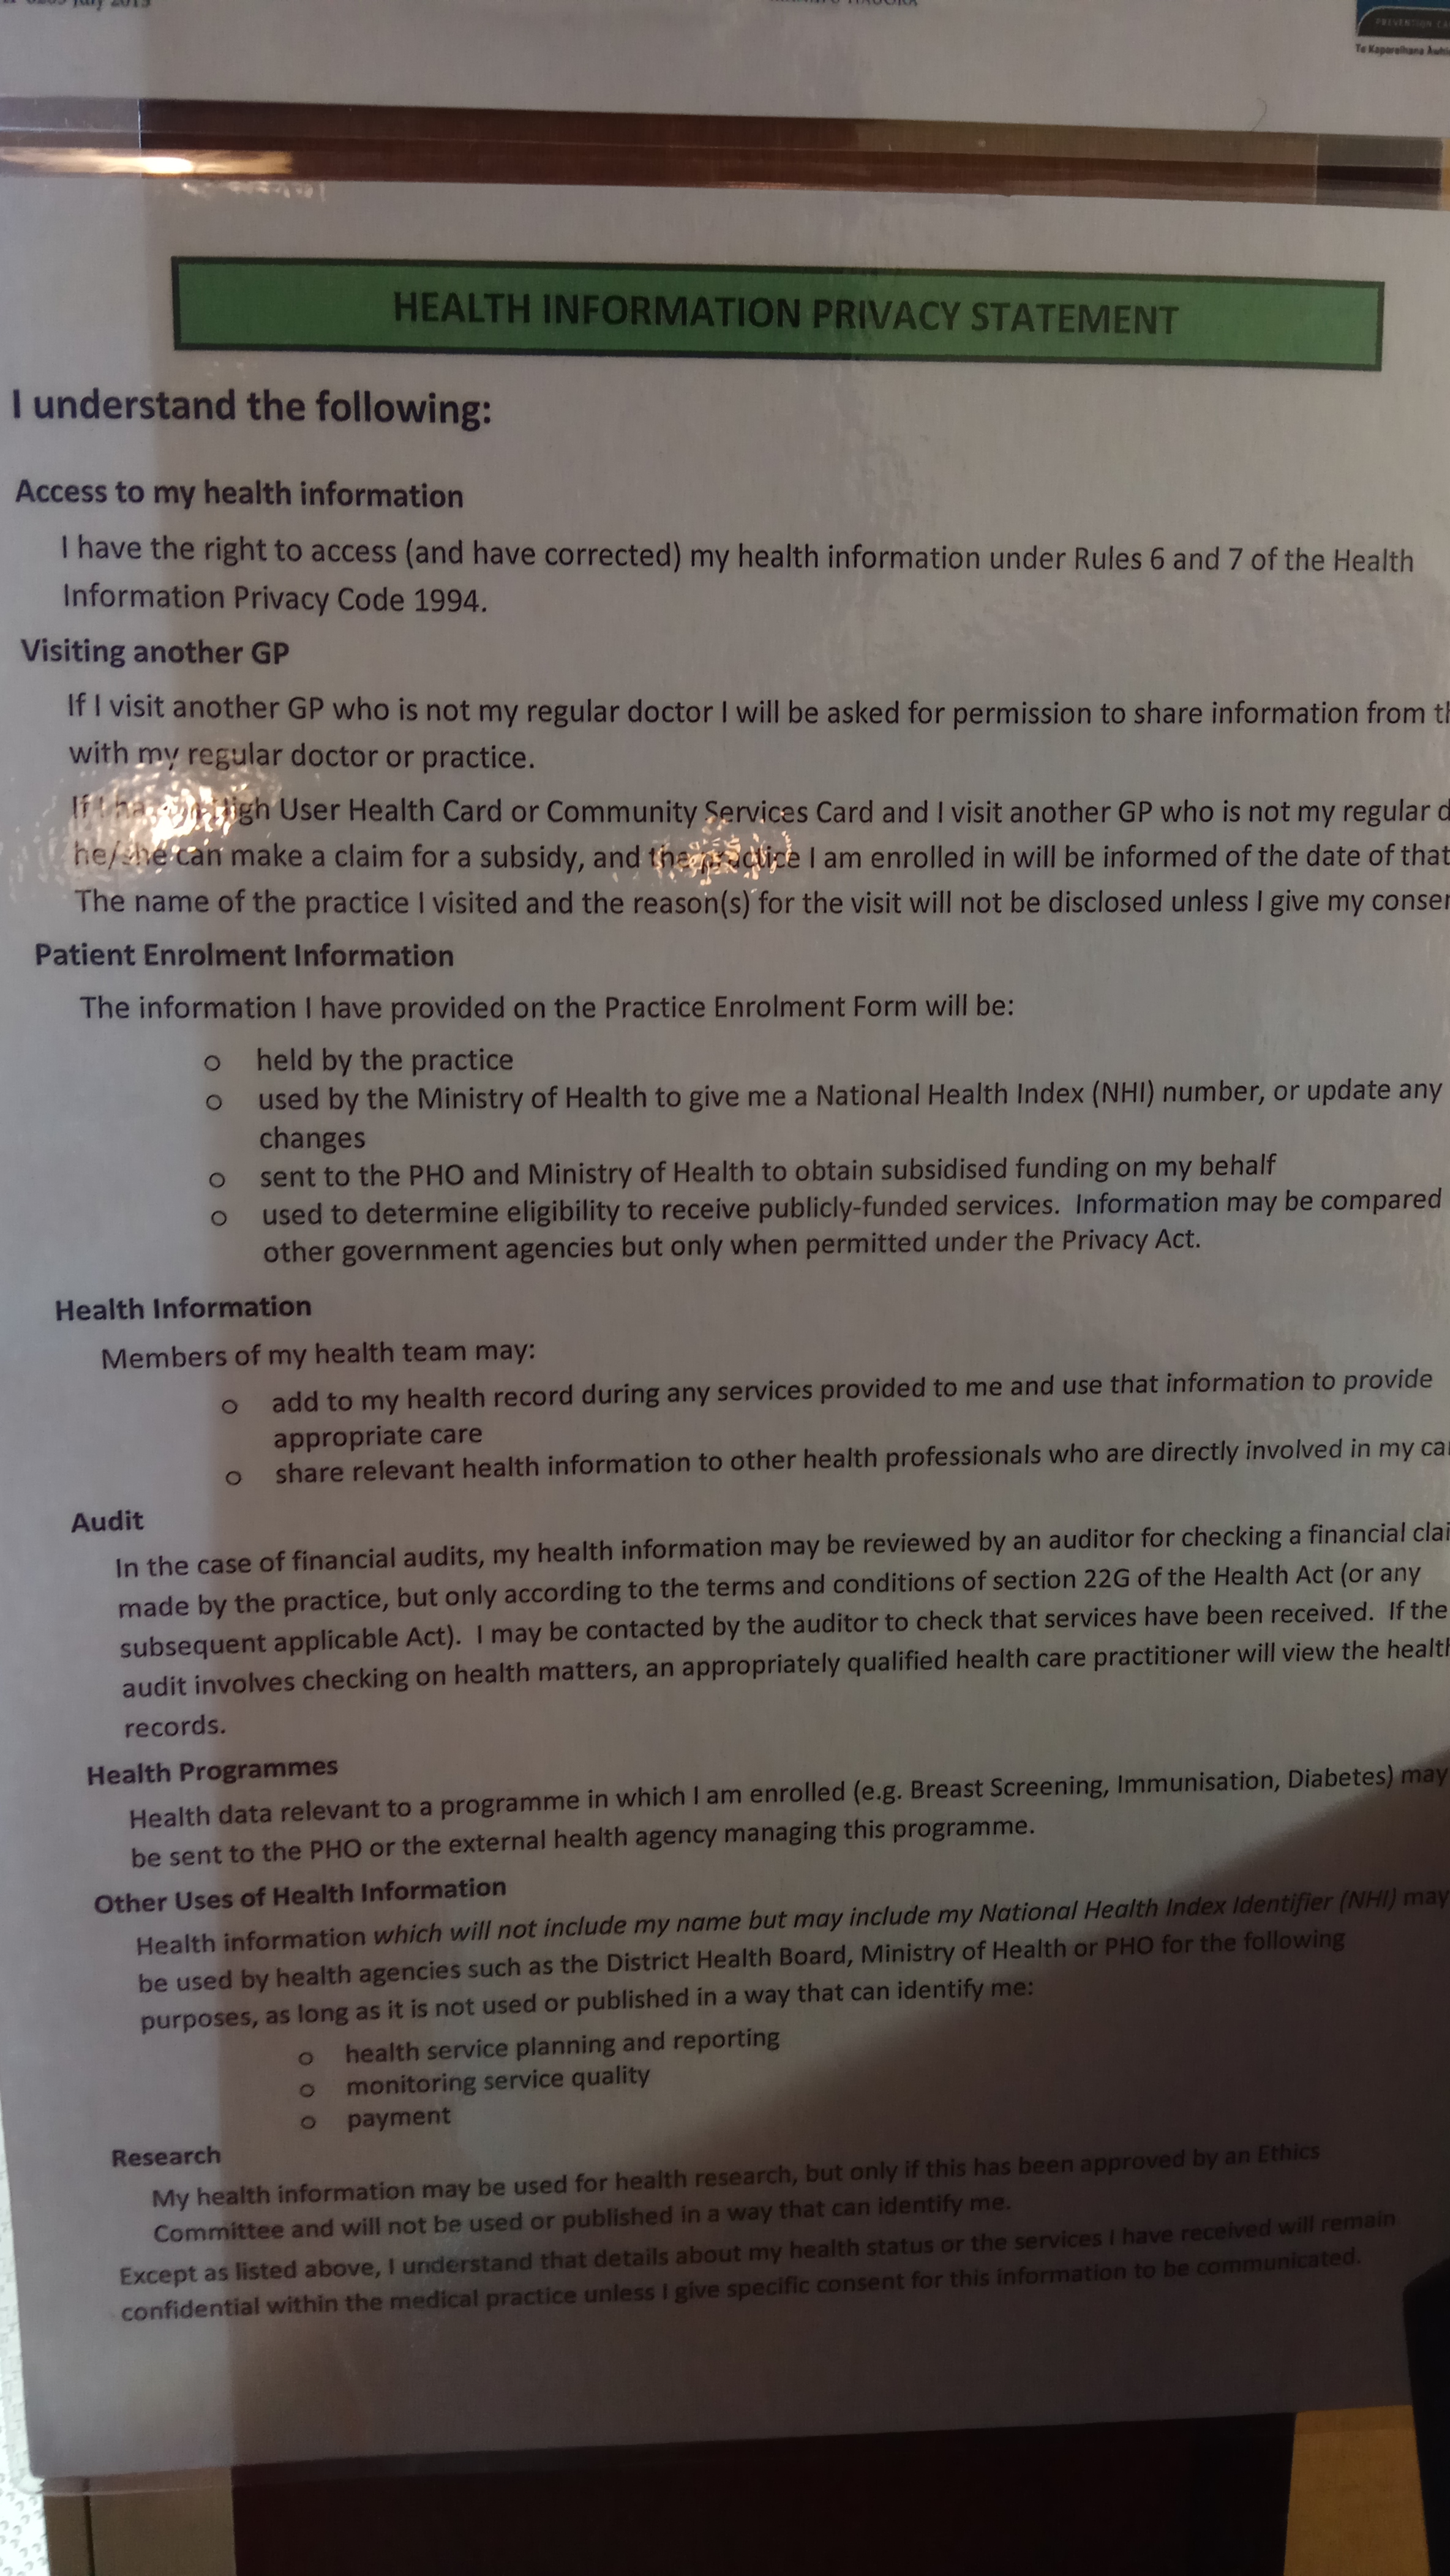 July 2015
PREVENTION
Te Kaporeihana
HEALTH INFORMATION PRIVACY STATEMENT
I understand the following:
Access to my health information
I have the right to access (and have corrected) my health information under Rules 6 and 7 of the Health
Information Privacy Code 1994.
Visiting another GP
If I visit another GP who is not my regular doctor I will be asked for permission to share information from
with my regular doctor or practice.
If I High User Health Card or Community Services Card and I visit another GP who is not my regular
he/she can make a claim for a subsidy, and the practice I am enrolled in will be informed of the date of that
The name of the practice I visited and the reason(s) for the visit will not be disclosed unless I give my
Patient Enrolment Information
The information I have provided on the Practice Enrolment Form will be:
o held by the practice
o used by the Ministry of Health to give me a National Health Index (NHI) number, or update any
changes
o sent to the PHO and Ministry of Health to obtain subsidised funding on my behalf
o used to determine eligibility to receive publicly-funded services. Information may be compared
other government agencies but only when permitted under the Privacy Act.
Health Information
Members of my health team may:
o add to my health record during any services provided to me and use that information to provide
appropriate care
o share relevant health information to other health professionals who are directly involved in my
Audit
In the case of financial audits, my health information may be reviewed by an auditor for checking a financial
made by the practice, but only according to the terms and conditions of section 22G of the Health Act (or any
subsequent applicable Act). I may be contacted by the auditor to check that services have been received. If the
audit involves checking on health matters, an appropriately qualified health care practitioner will view the health
records.
Health Programmes
Health data relevant to a programme in which I am enrolled (e.g. Breast Screening, Immunisation, Diabetes) may
be sent to the PHO or the external health agency managing this programme.
Other Uses of Health Information
Health information which will not include my name but may include my National Health Index Identifier (NHI) may
be used by health agencies such as the District Health Board, Ministry of Health or PHO for the following
purposes, as long as it is not used or published in a way that can identify me:
o health service planning and reporting
o monitoring service quality
o payment
Research
My health information may be used for health research, but only if this has been approved by an Ethics
Committee and will not be used or published in a way that can identify me.
Except as listed above, I understand that details about my health status or the services I have received will remain
confidential within the medical practice unless I give specific consent for this information to be communicated.